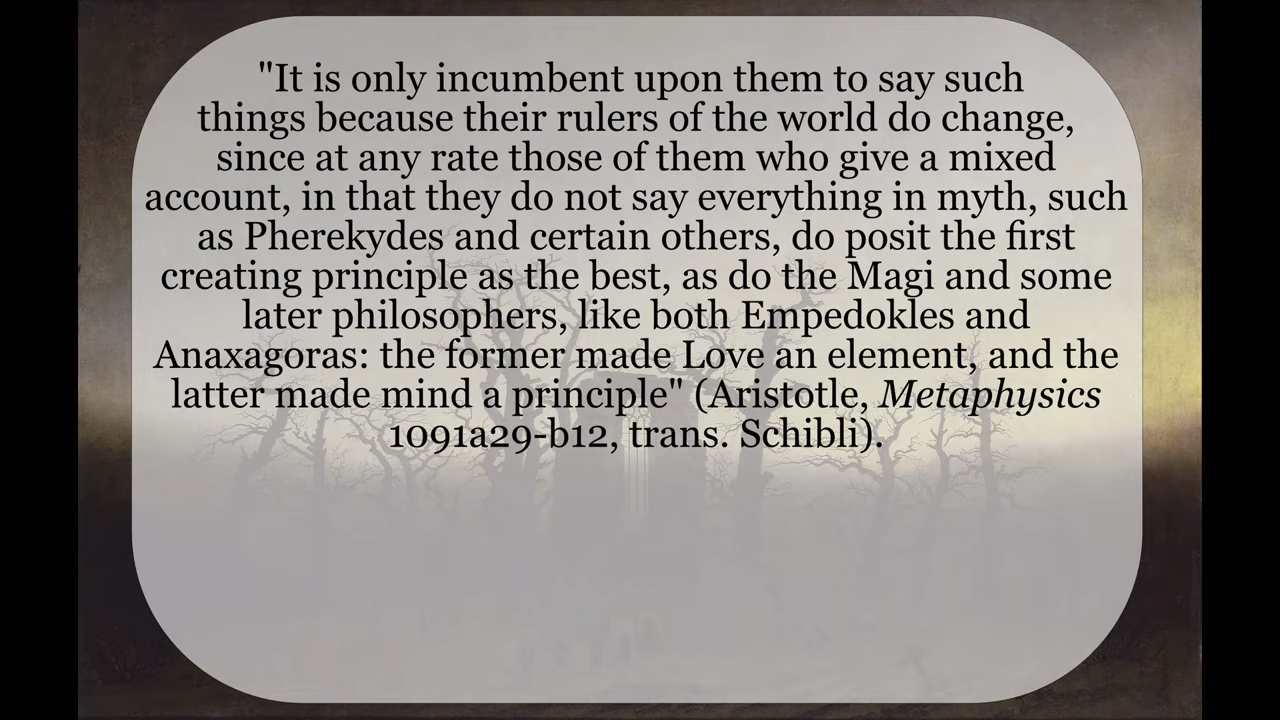 "It is only incumbent upon them to say such
things because their rulers of the world do change,
since at any rate those of them who give a mixed
account, in that they do not say everything in myth, such
as Pherekydes and certain others, do posit the first
creating principle as the best, as do the Magi and some
later philosophers, like both Empedokles and
Anaxagoras: the former made Love an element, and the
latter made mind a principle" (Aristotle, Metaphysics
1091a29-b12, trans. Schibli).